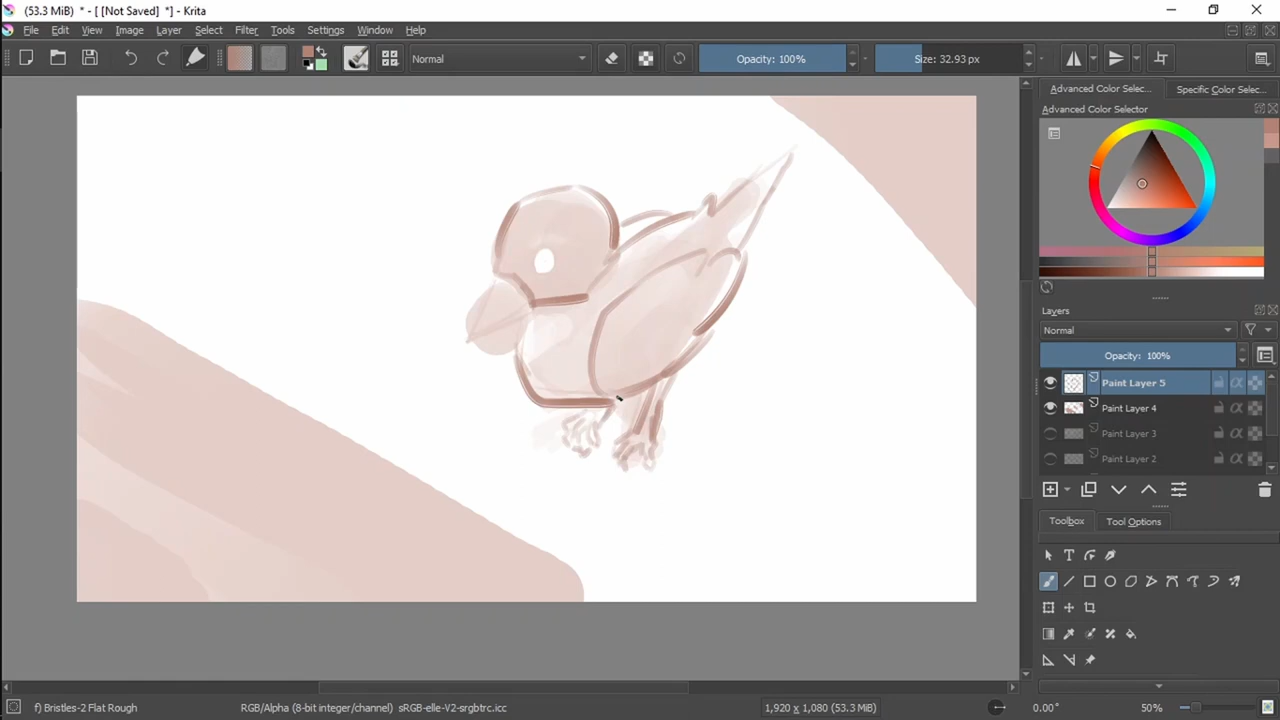 (53.3 MiB) * - [ [Not Saved] *] - Krita
File Edit View Image Layer Select Filter Tools Settings Window Help
Normal
Opacity: 100%
Size: 32.93 px
Advanced Color Selec...
Specific Color Selec...
Advanced Color Selector
Layers
Normal
Opacity: 100%
Paint Layer 5
Paint Layer 4
Paint Layer 3
Paint Layer 2
Toolbox
Tool Options
f) Bristles-2 Flat Rough
RGB/Alpha (8-bit integer/channel) sRGB-elle-V2-srgbtrc.icc
1,920 x 1,080 (53.3 MiB)
0.00°
50%